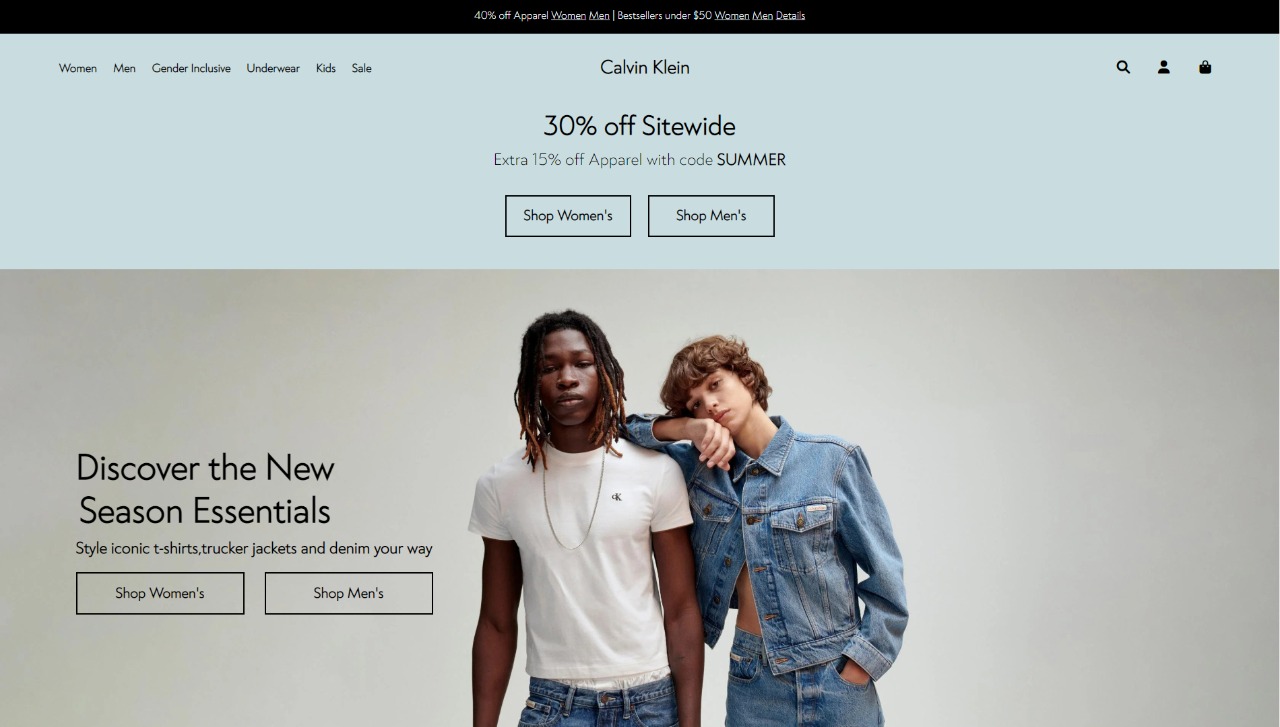 40% off Apparel Women Men | Bestsellers under $50 Women Men Details
Women Men Gender Inclusive Underwear Kids Sale
Calvin Klein
30% off Sitewide
Extra 15% off Apparel with code SUMMER
Shop Women's Shop Men's
cK
Discover the New
Season Essentials
Style iconic t-shirts,trucker jackets and denim your way
Shop Women's Shop Men's